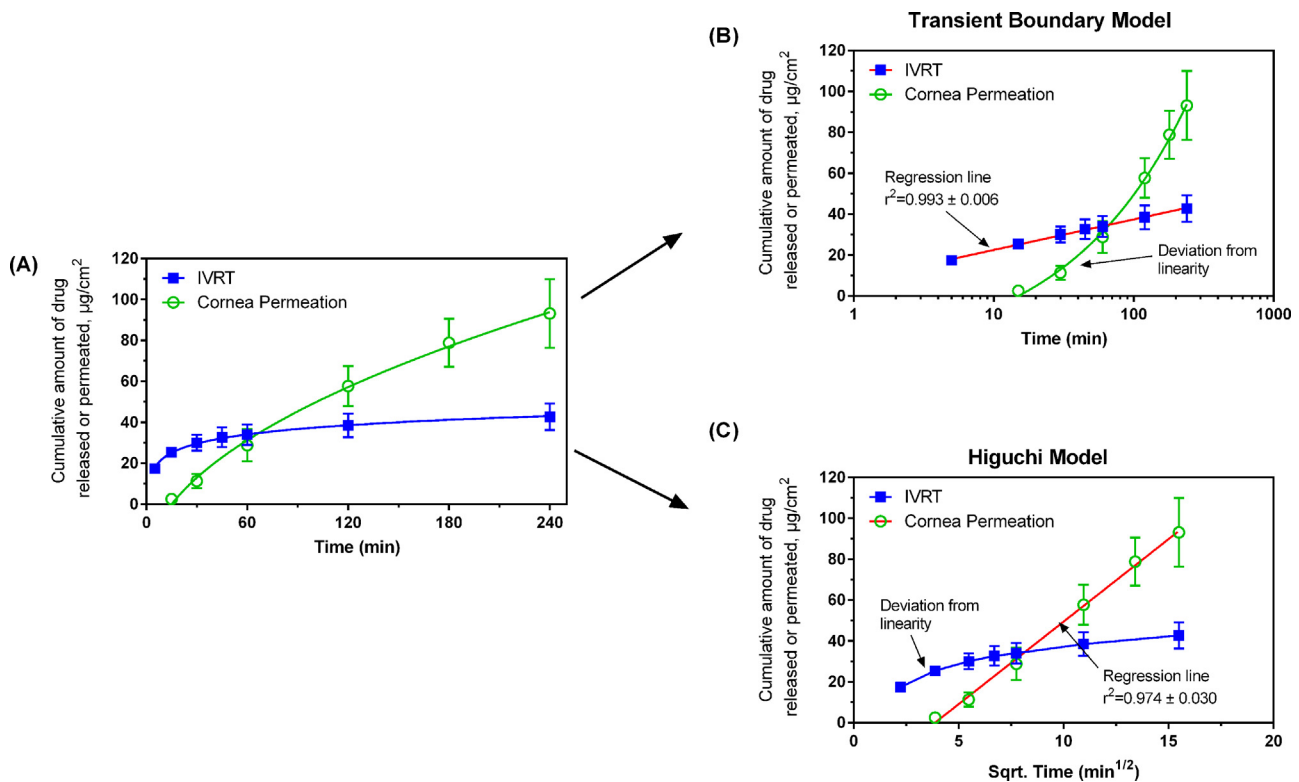 (A)
Cumulative amount of drug
released or permeated, µg/cm2
120
100
80
60
40
20
0
IVRT
Cornea Permeation
0 60 120 180 240
Time (min)
(B)
Transient Boundary Model
Cumulative amount of drug
released or permeated, µg/cm2
120
100
80
60
40
20
0
IVRT
Cornea Permeation
Regression line
r²=0.993 ± 0.006
Deviation from
linearity
1 10 100 1000
Time (min)
(C)
Higuchi Model
Cumulative amount of drug
released or permeated, µg/cm2
120
100
80
60
40
20
0
IVRT
Cornea Permeation
Deviation from
linearity
Regression line
r²=0.974 ± 0.030
0 5 10 15 20
Sqrt. Time (min¹/²)